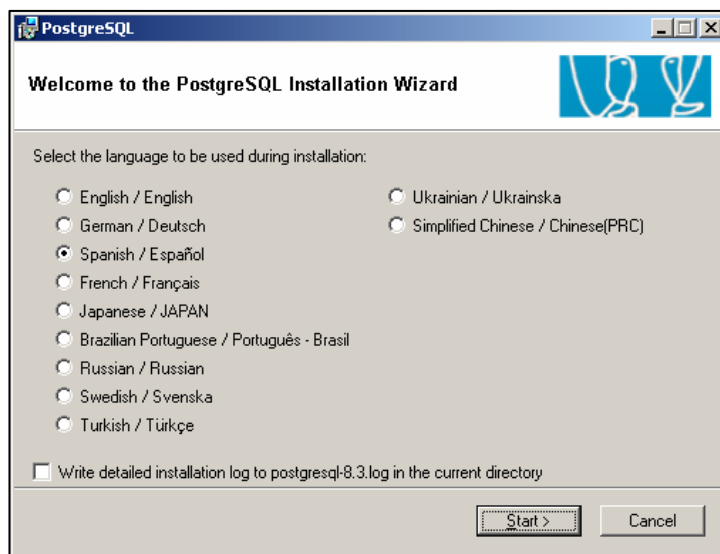 PostgreSQL
Welcome to the PostgreSQL Installation Wizard
Select the language to be used during installation:
English / English
German / Deutsch
Spanish / Español
French / Français
Japanese / JAPAN
Brazilian Portuguese / Português - Brasil
Russian / Russian
Swedish / Svenska
Turkish / Türkçe
Ukrainian / Ukrainska
Simplified Chinese / Chinese(PRC)
Write detailed installation log to postgresql-8.3.log in the current directory
Start >
Cancel